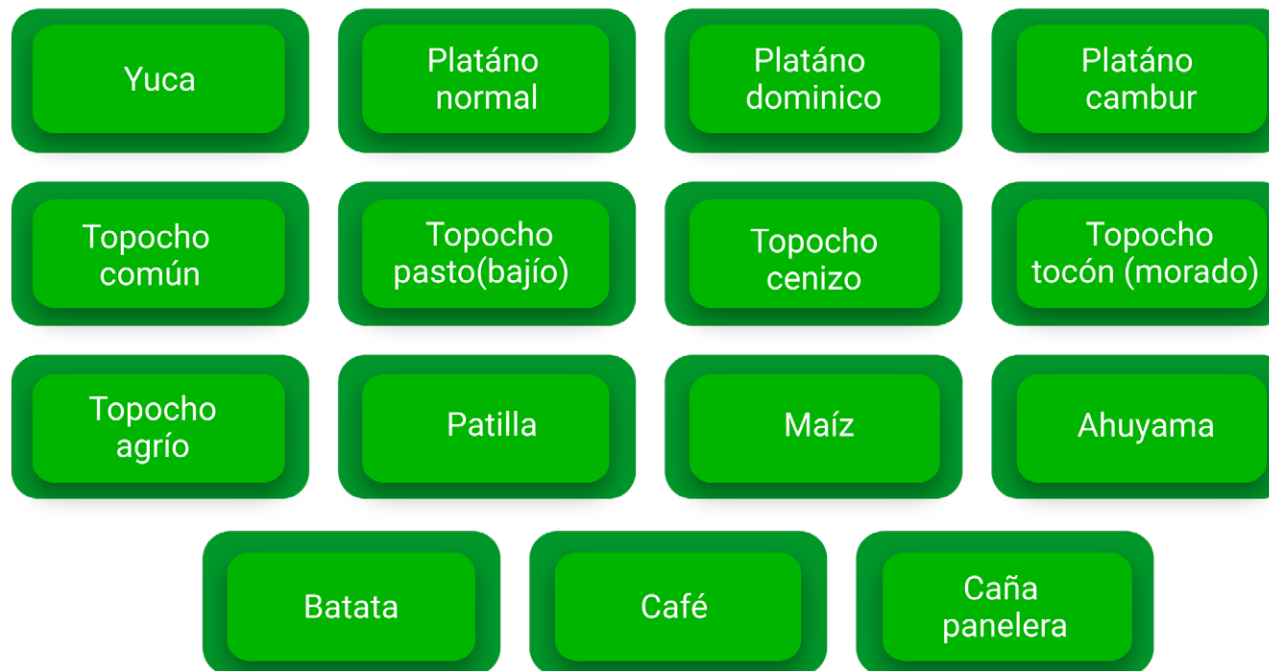 Yuca
Platáno
normal
Platáno
dominico
Platáno
cambur
Topocho
común
Topocho
pasto(bajío)
Topocho
cenizo
Topocho
tocón (morado)
Topocho
agrío
Patilla
Maíz
Ahuyama
Batata
Café
Caña
panelera